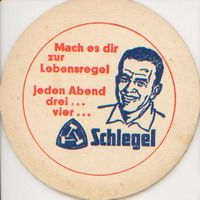 Mach es dir
zur
Lebensregel
jeden Abend
drei ...
vier ...
Schlegel